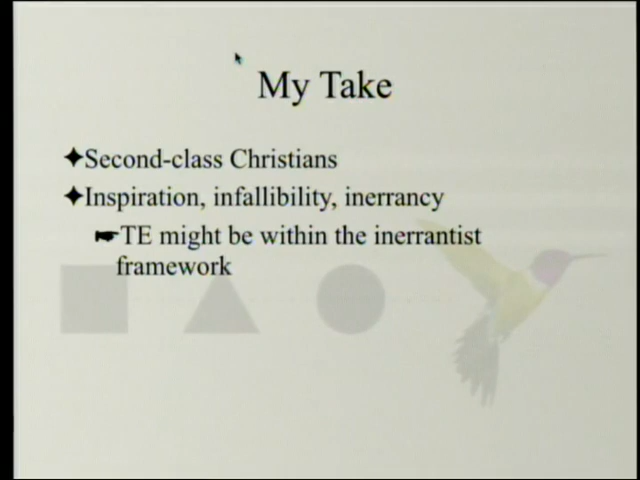 My Take
Second-class Christians
Inspiration, infallibility, inerrancy
TE might be within the inerrantist
framework